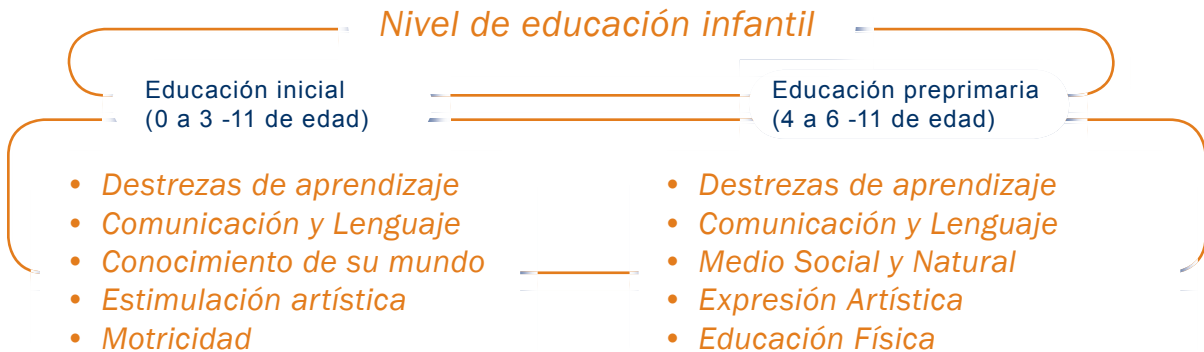 Nivel de educación infantil
Educación inicial
(0 a 3 -11 de edad)
Educación preprimaria
(4 a 6 -11 de edad)
• Destrezas de aprendizaje
• Comunicación y Lenguaje
• Conocimiento de su mundo
• Estimulación artística
• Motricidad
• Destrezas de aprendizaje
• Comunicación y Lenguaje
• Medio Social y Natural
• Expresión Artística
• Educación Física